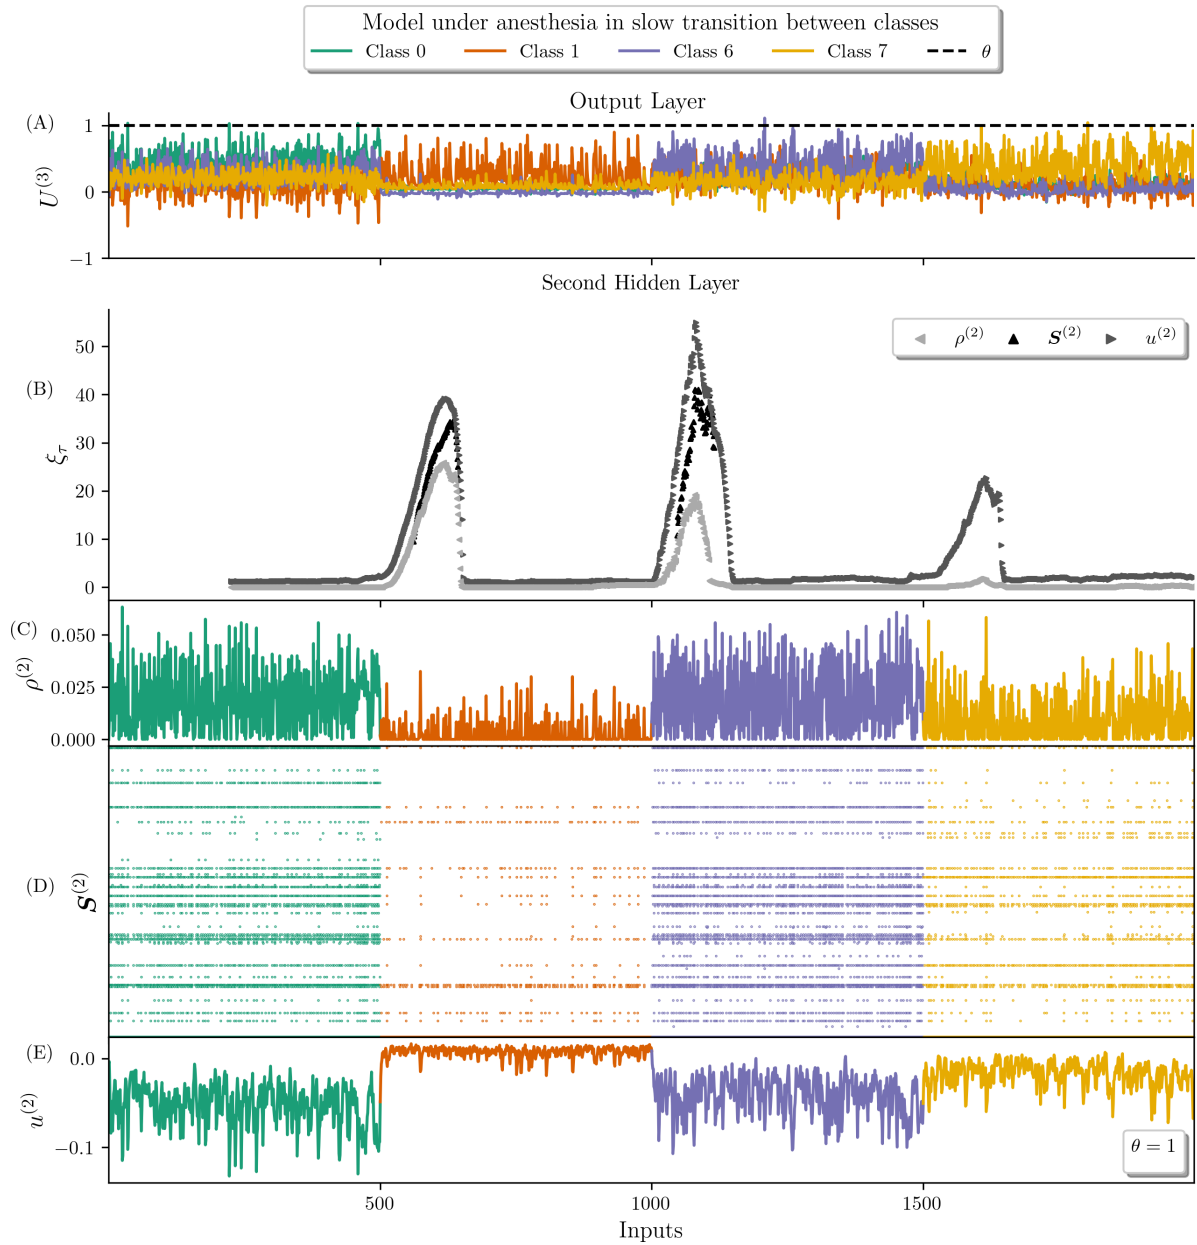 Model under anesthesia in slow transition between classes
Class 0 Class 1 Class 6 Class 7 θ
Output Layer
(A)
U⁽³⁾
1
0
−1
Second Hidden Layer
ρ⁽²⁾ S⁽²⁾ u⁽²⁾
(B)
ξτ
50
40
30
20
10
0
(C)
ρ⁽²⁾
0.050
0.025
0.000
(D)
S⁽²⁾
(E)
u⁽²⁾
0.0
−0.1
θ = 1
500 1000 1500
Inputs